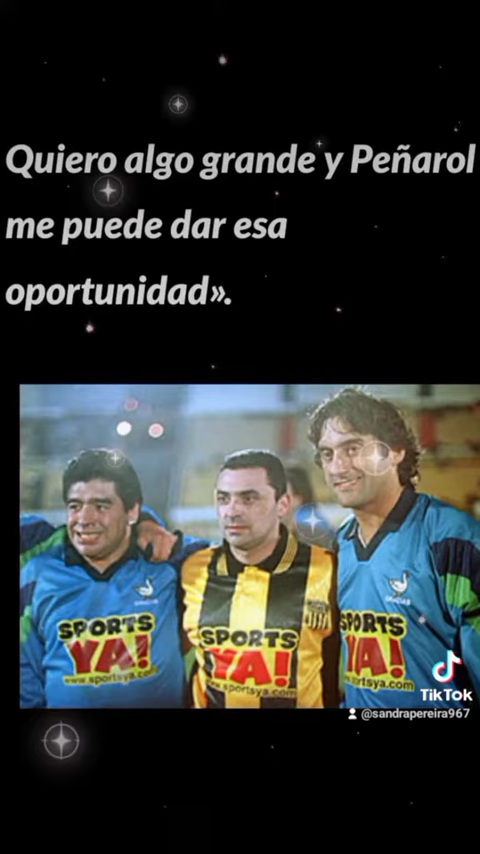 Quiero algo grande y Peñarol
me puede dar esa
oportunidad».
SPORTS
YA!
www.sportsya.com
SPORTS
YA!
www.sportsya.com
SPORTS
YA!
TikTok
@sandrapereira967